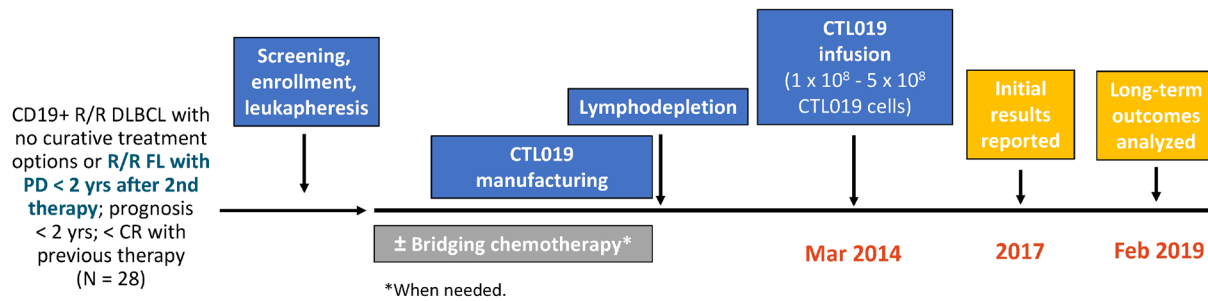 CD19+ R/R DLBCL with
no curative treatment
options or R/R FL with
PD < 2 yrs after 2nd
therapy; prognosis
< 2 yrs; < CR with
previous therapy
(N = 28)
Screening,
enrollment,
leukapheresis
CTL019
manufacturing
± Bridging chemotherapy*
*When needed.
Lymphodepletion
CTL019
infusion
(1 x 10⁸ - 5 x 10⁸
CTL019 cells)
Mar 2014
Initial
results
reported
2017
Long-term
outcomes
analyzed
Feb 2019